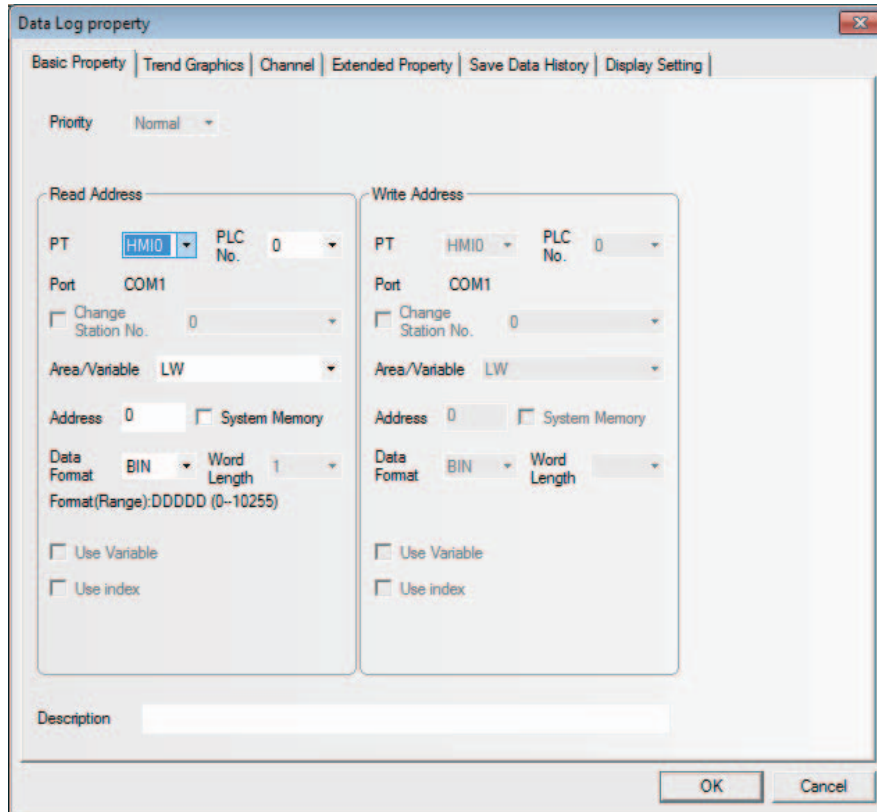 Data Log property
Basic Property Trend Graphics Channel Extended Property Save Data History Display Setting
Priority Normal
Read Address
PT HMI0 PLC No. 0
Port COM1
Change Station No. 0
Area/Variable LW
Address 0 System Memory
Data Format BIN Word Length 1
Format(Range):DDDDD (0--10255)
Use Variable
Use index
Write Address
PT HMI0 PLC No. 0
Port COM1
Change Station No. 0
Area/Variable LW
Address 0 System Memory
Data Format BIN Word Length
Use Variable
Use index
Description
OK Cancel